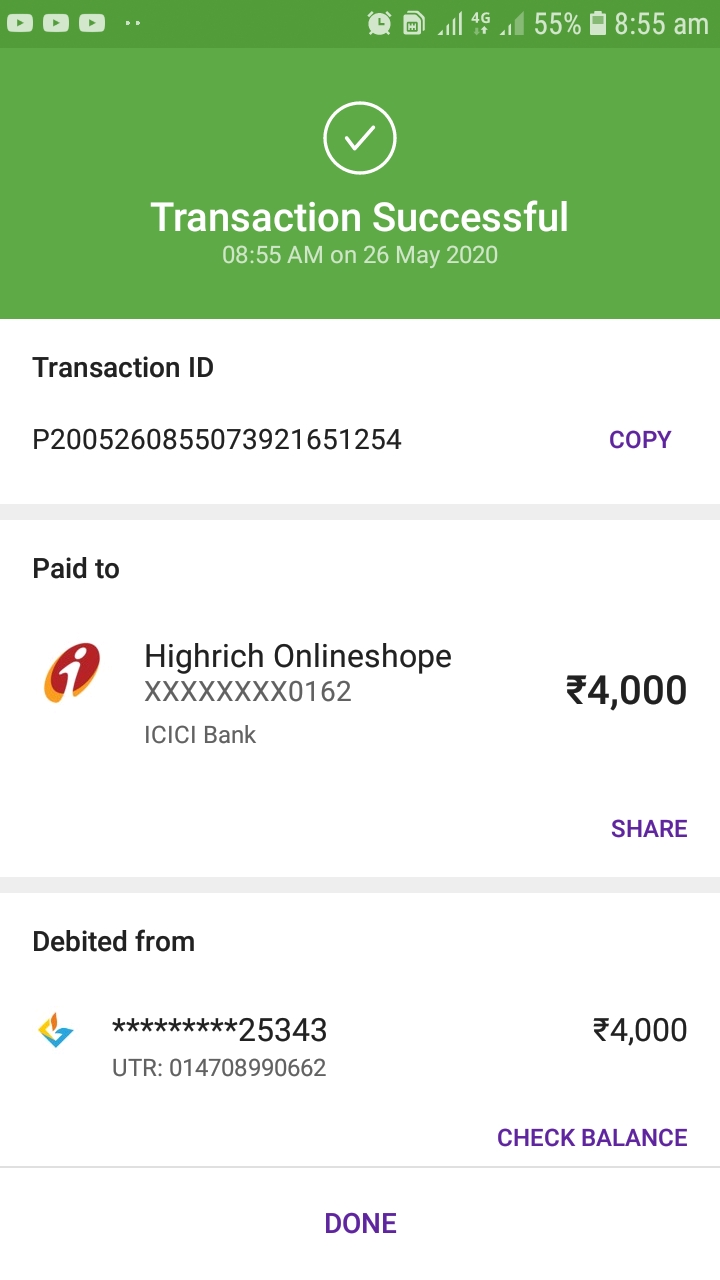 4G 55% 8:55 am
Transaction Successful
08:55 AM on 26 May 2020
Transaction ID
P2005260855073921651254 COPY
Paid to
Highrich Onlineshope
XXXXXXXX0162
₹4,000
ICICI Bank
SHARE
Debited from
*********25343 ₹4,000
UTR: 014708990662
CHECK BALANCE
DONE